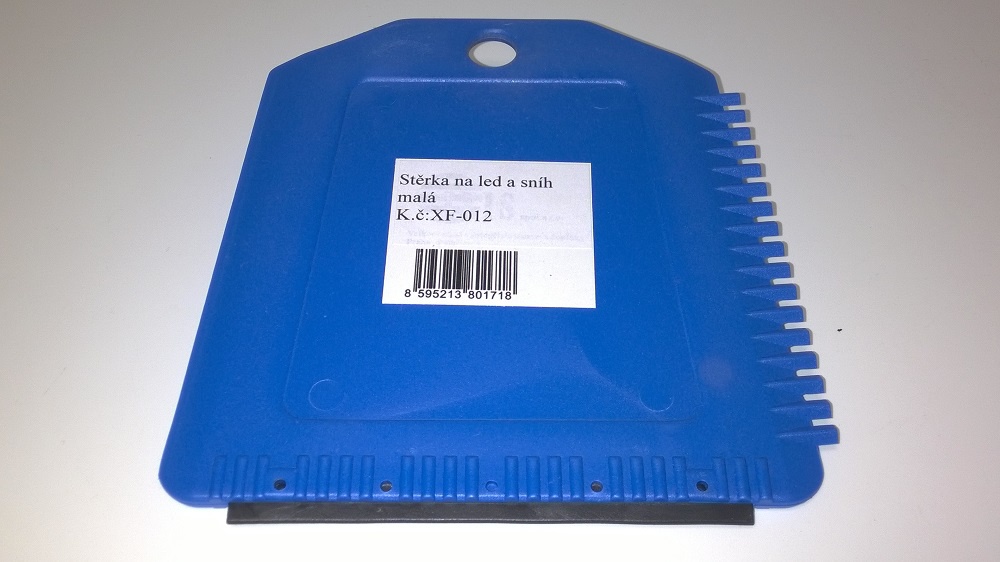 Stěrka na led a sníh
malá
K.č:XF-012
8 595213 801718